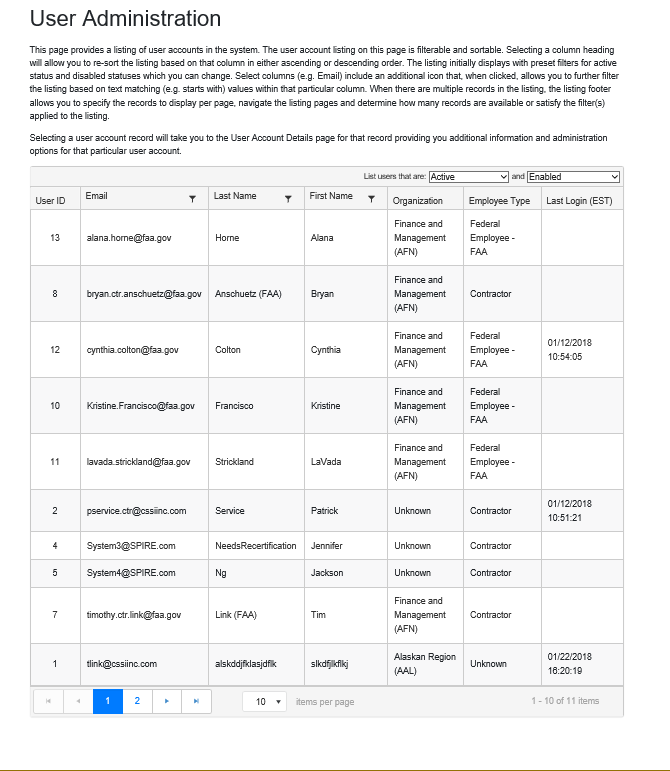 User Administration
This page provides a listing of user accounts in the system. The user account listing on this page is filterable and sortable. Selecting a column heading
will allow you to re-sort the listing based on that column in either ascending or descending order. The listing initially displays with preset filters for active
status and disabled statuses which you can change. Select columns (e.g. Email) include an additional icon that, when clicked, allows you to further filter
the listing based on text matching (e.g. starts with) values within that particular column. When there are multiple records in the listing, the listing footer
allows you to specify the records to display per page, navigate the listing pages and determine how many records are available or satisfy the filter(s)
applied to the listing.
Selecting a user account record will take you to the User Account Details page for that record providing you additional information and administration
options for that particular user account.
List users that are: Active and Enabled
User ID Email Last Name First Name Organization Employee Type Last Login (EST)
13 alana.horne@faa.gov Horne Alana Finance and Management (AFN) Federal Employee - FAA
8 bryan.ctr.anschuetz@faa.gov Anschuetz (FAA) Bryan Finance and Management (AFN) Contractor
12 cynthia.colton@faa.gov Colton Cynthia Finance and Management (AFN) Federal Employee - FAA 01/12/2018 10:54:05
10 Kristine.Francisco@faa.gov Francisco Kristine Finance and Management (AFN) Federal Employee - FAA
11 lavada.strickland@faa.gov Strickland LaVada Finance and Management (AFN) Federal Employee - FAA
2 pservice.ctr@cssiinc.com Service Patrick Unknown Contractor 01/12/2018 10:51:21
4 System3@SPIRE.com NeedsRecertification Jennifer Unknown Contractor
5 System4@SPIRE.com Ng Jackson Unknown Contractor
7 timothy.ctr.link@faa.gov Link (FAA) Tim Finance and Management (AFN) Contractor
1 tlink@cssiinc.com alskddjfklasjdflk slkdfjlkflkj Alaskan Region (AAL) Unknown 01/22/2018 16:20:19
1 2 10 items per page 1 - 10 of 11 items